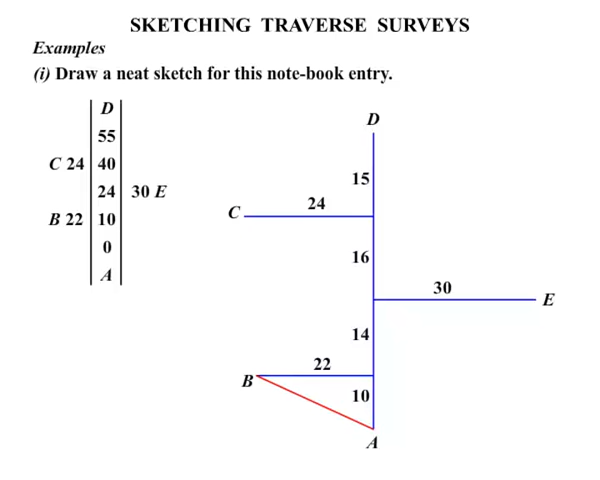 SKETCHING TRAVERSE SURVEYS
Examples
(i) Draw a neat sketch for this note-book entry.
D
55
C 24 40
24 30 E
B 22 10
0
A
D
15
24
C
16
30
E
14
22
B
10
A